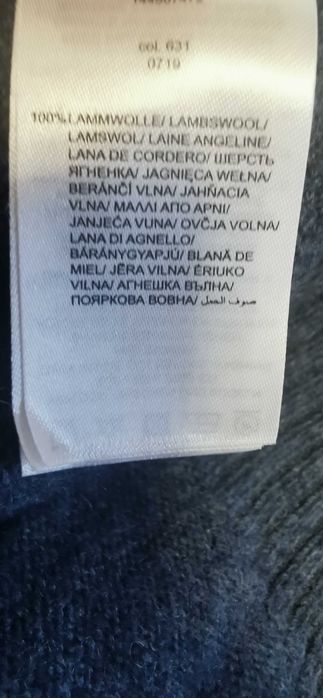 col. 631
0719
100% LAMMWOLLE/ LAMBSWOOL/
LAMSWOL/ LAINE ANGELINE/
LANA DE CORDERO/ ШЕРСТЬ
ЯГНЕНКА/ JAGNIĘCA WEŁNA/
BERÁNČÍ VLNA/ JAHŇACIA
VLNA/ ΜΑΛΛΙ ΑΠΟ ΑΡΝΙ/
JANJEĆA VUNA/ OVČJA VOLNA/
LANA DI AGNELLO/
BÁRÁNYGYAPJÚ/ BLANĂ DE
MIEL/ JĒRA VILNA/ ĖRIUKO
VILNA/ АГНЕШКА ВЪЛНА/
ПОЯРКОВА ВОВНА/ صوف الحمل